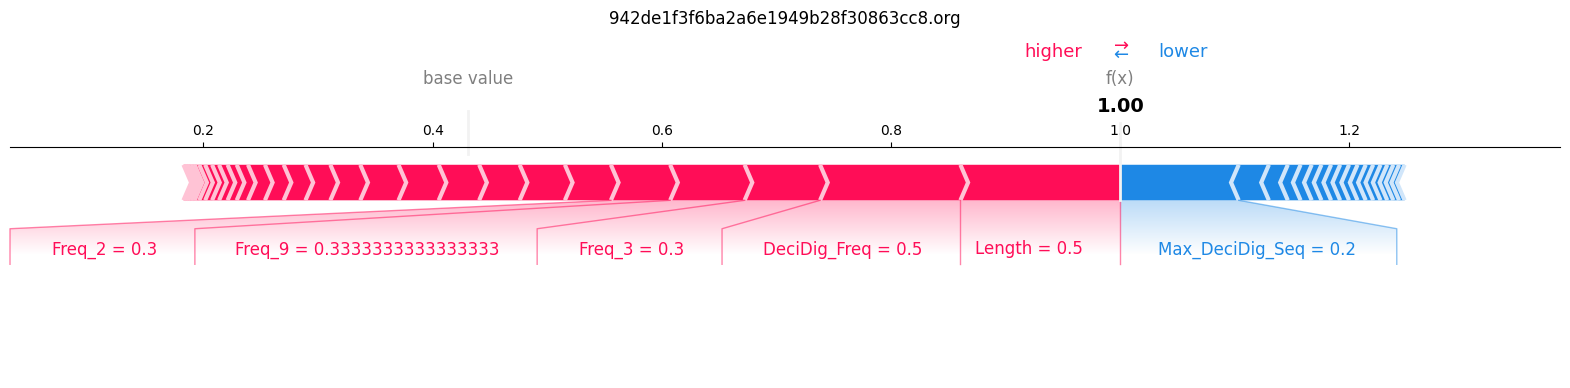 942de1f3f6ba2a6e1949b28f30863cc8.org
higher → ← lower
base value f(x)
1.00
0.2 0.4 0.6 0.8 1 0 1.2
Freq_2 = 0.3 Freq_9 = 0.3333333333333333 Freq_3 = 0.3 DeciDig_Freq = 0.5 Length = 0.5 Max_DeciDig_Seq = 0.2